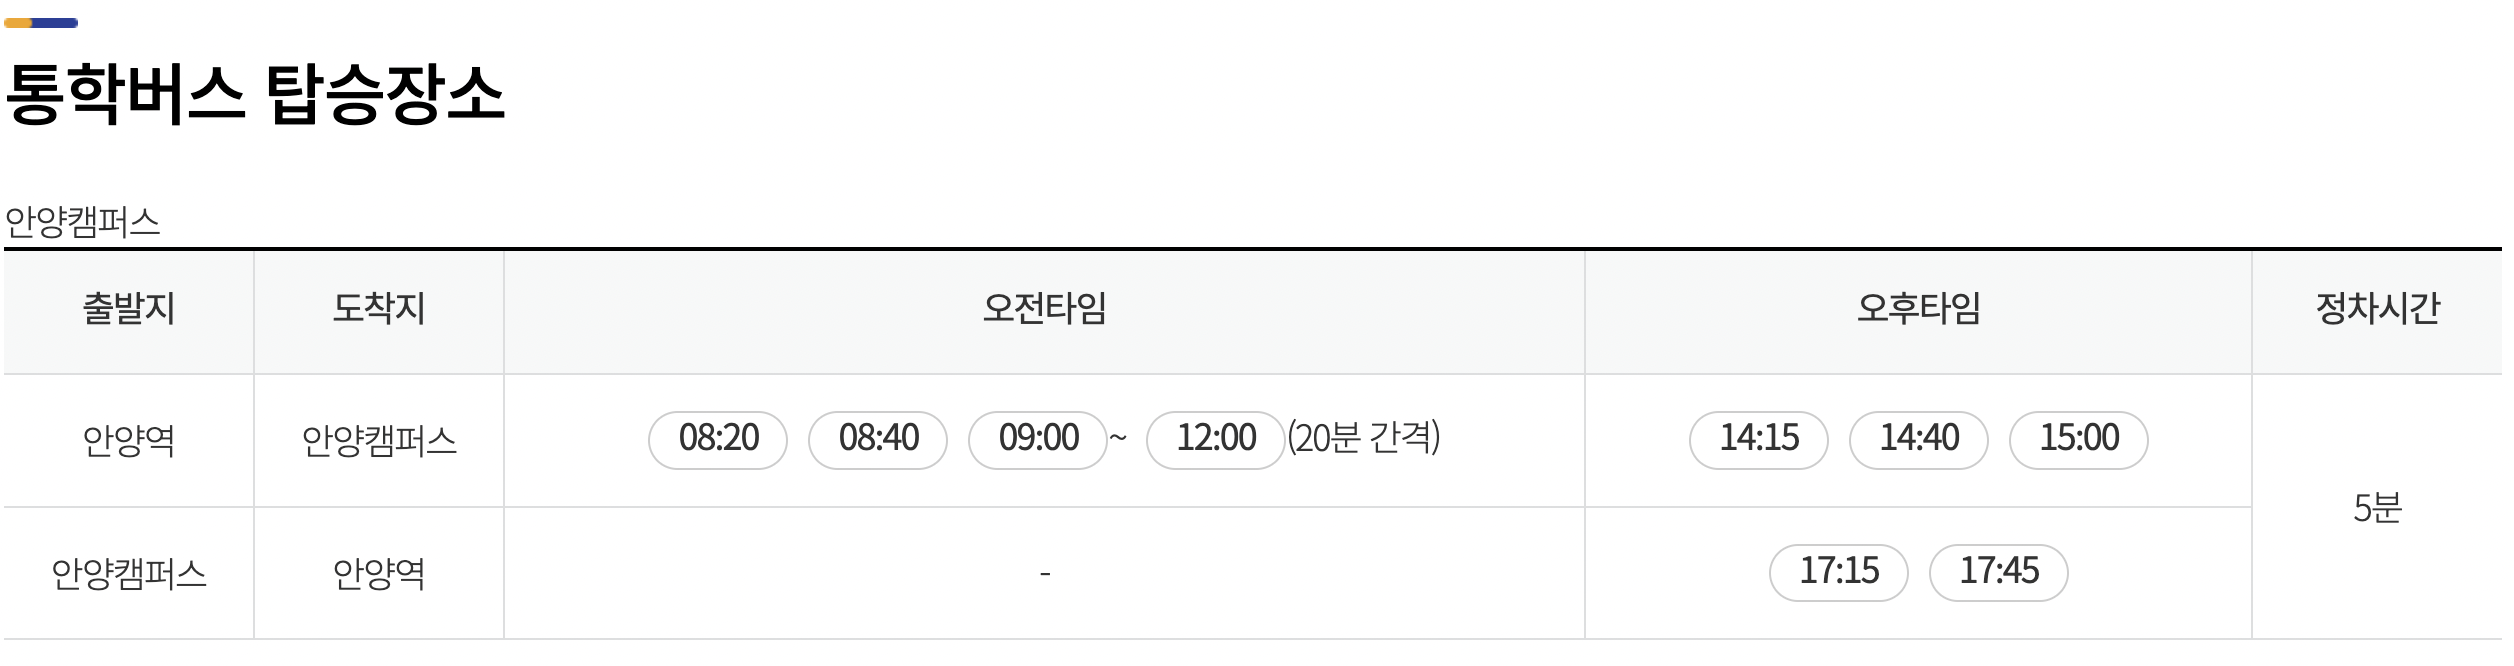 통학버스 탑승장소
안양캠퍼스
출발지 도착지 오전타임 오후타임 정차시간
안양역 안양캠퍼스 08:20 08:40 09:00 ~ 12:00 (20분 간격) 14:15 14:40 15:00
5분
안양캠퍼스 안양역 - 17:15 17:45